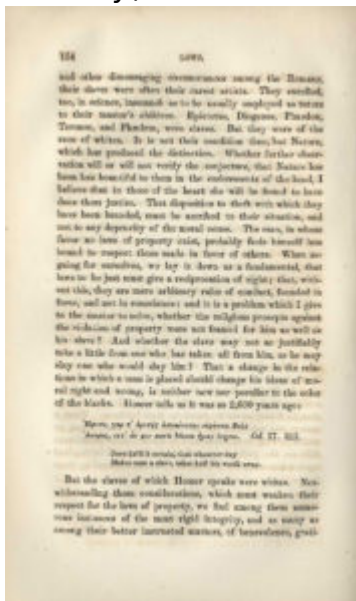 154 LAWS.
and other discouraging circumstances among the Romans,
their slaves were often their rarest artists. They excelled,
too, in science, insomuch as to be usually employed as tutors
to their master's children. Epictetus, Diogenes, Phaedon,
Terence, and Phaedrus, were slaves. But they were of the
race of whites. It is not their condition then, but Nature,
which has produced the distinction. Whether further obser-
vation will or will not verify the conjecture, that Nature has
been less bountiful to them in the endowments of the head, I
believe that in those of the heart she will be found to have
done them justice. That disposition to theft with which they
have been branded, must be ascribed to their situation, and
not to any depravity of the moral sense. The man, in whose
favor no laws of property exist, probably feels himself less
bound to respect those made in favor of others. When ar-
guing for ourselves, we lay it down as a fundamental, that
laws to be just must give a reciprocation of right; that, with-
out this, they are mere arbitrary rules of conduct, founded in
force, and not in conscience: and it is a problem which I give
to the master to solve, whether the religious precepts against
the violation of property were not framed for him as well as
his slave? And whether the slave may not as justifiably
take a little from one who has taken all from him, as he may
slay one who would slay him? That a change in the rela-
tions in which a man is placed should change his ideas of mo-
ral right and wrong, is neither new nor peculiar to the color
of the blacks. Homer tells us it was so 2,600 years ago:
Od. 17. 323.
Jove fix'd it certain, that whatever day
Makes man a slave, takes half his worth away.
But the slaves of which Homer speaks were whites. Not-
withstanding these considerations, which must weaken their
respect for the laws of property, we find among them nume-
rous instances of the most rigid integrity, and as many as
among their better instructed masters, of benevolence, grati-